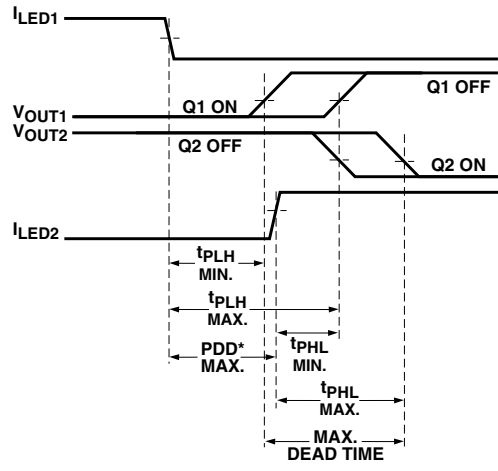 ILED1
VOUT1
Q1 ON
Q1 OFF
VOUT2
Q2 OFF
Q2 ON
ILED2
tPLH
MIN.
tPLH
MAX.
PDD*
MAX.
tPHL
MIN.
tPHL
MAX.
MAX.
DEAD TIME